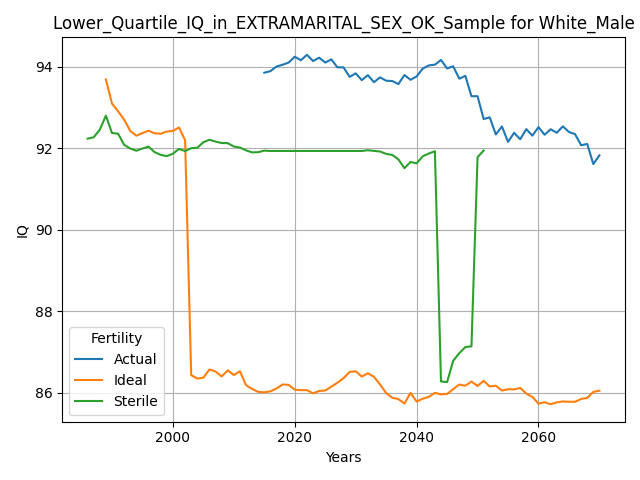 Lower_Quartile_IQ_in_EXTRAMARITAL_SEX_OK_Sample for White_Male
94
92
90
88
86
IQ
Fertility
Actual
Ideal
Sterile
2000 2020 2040 2060
Years